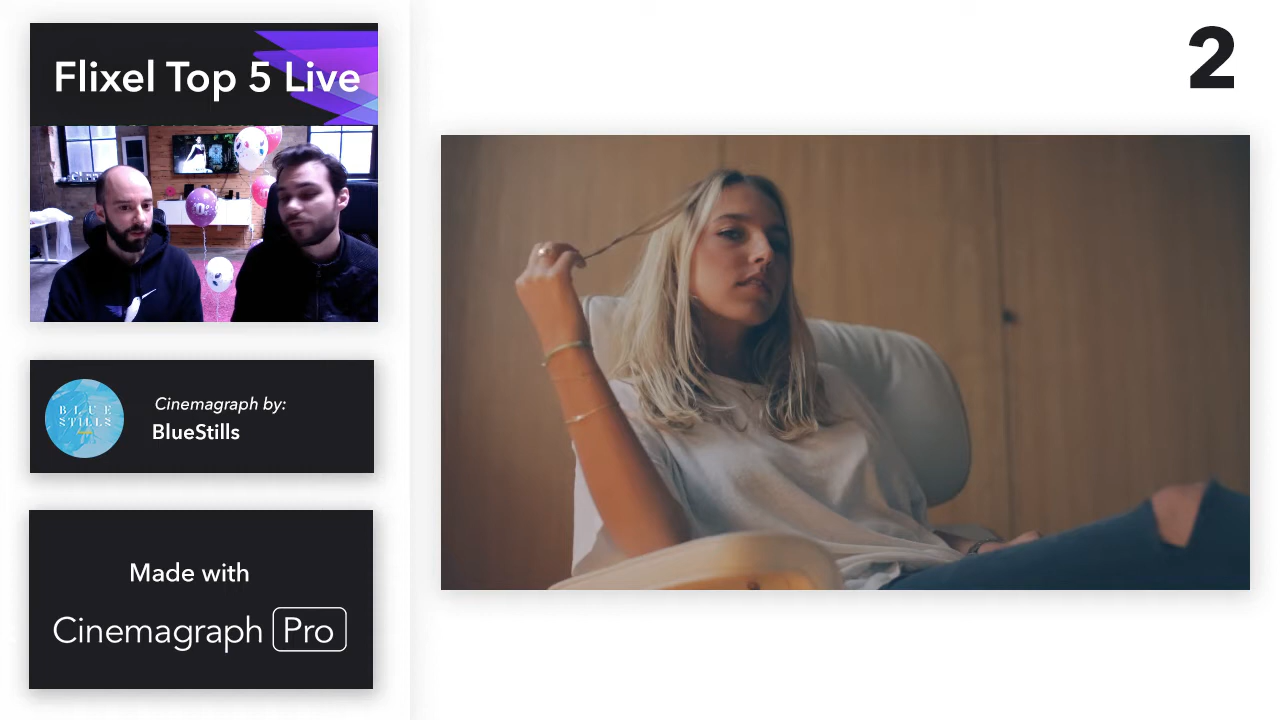 Flixel Top 5 Live
2
BLUE
STILLS
Cinemagraph by:
BlueStills
Made with
Cinemagraph Pro